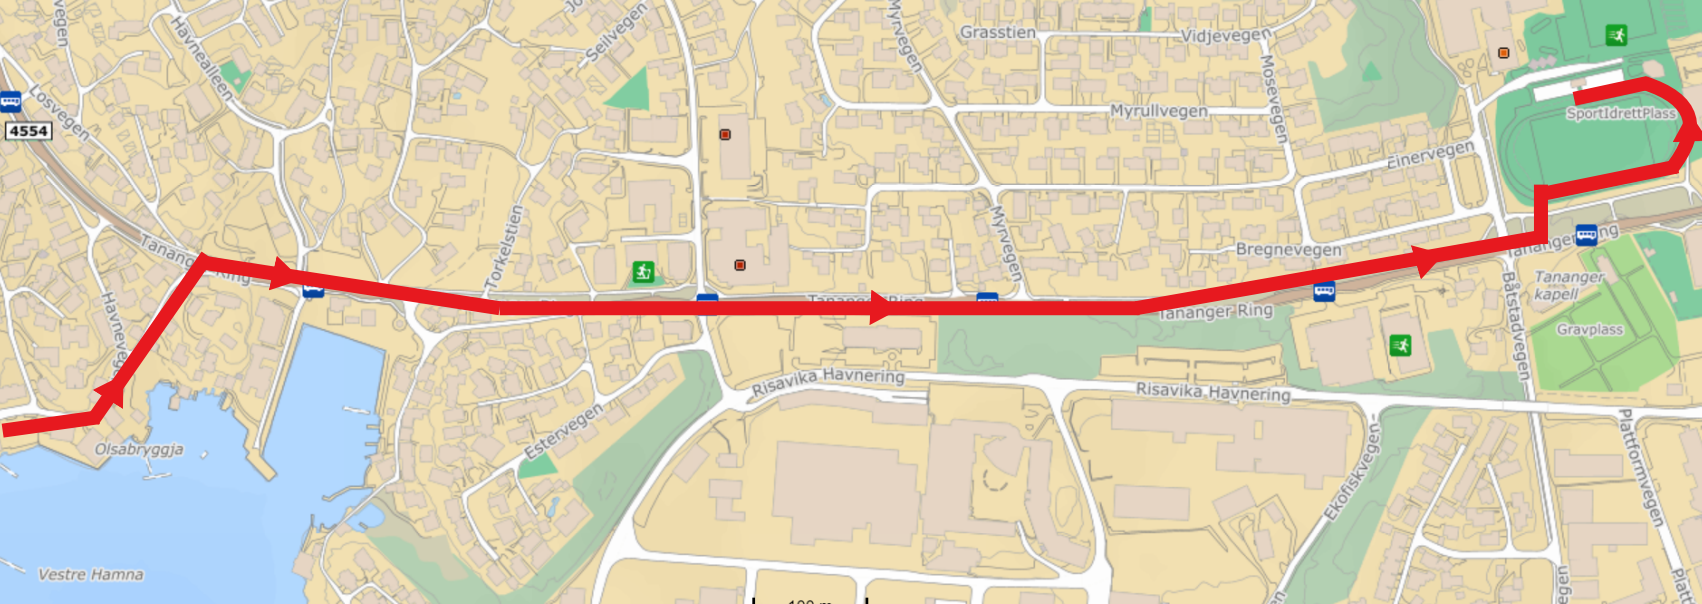 Havnealleen
Seilvegen
Myrvegen
Grasstien
Vidjevegen
Mosevegen
Losvegen
4554
Myrullvegen
SportIdrettPlass
Einervegen
Torkelstien
Myrvegen
Bregnevegen
Tananger Ring
Tananger
kapell
Båtstadvegen
Havnevegen
Tananger Ring
Gravplass
Risavika Havnering
Risavika Havnering
Estervegen
Olsabryggja
Ekofiskvegen
Plattformvegen
Vestre Hamna